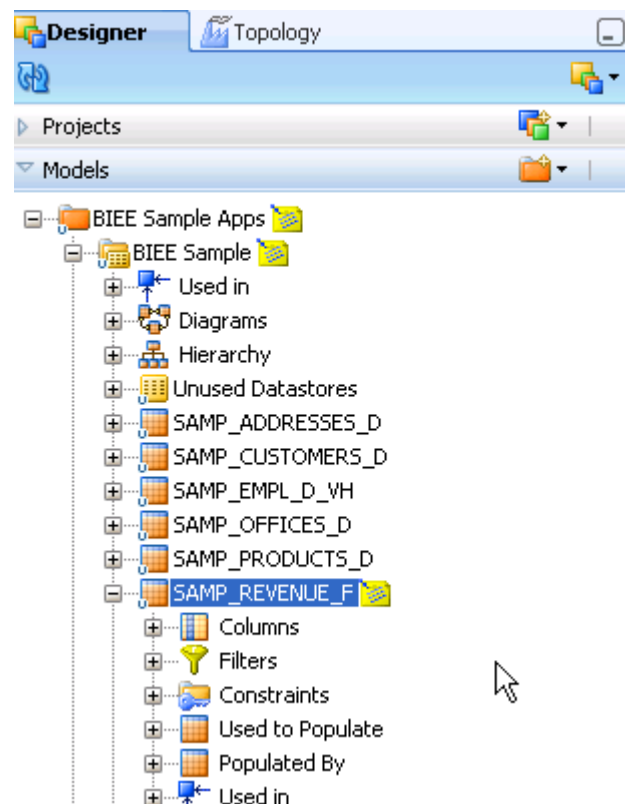 Designer Topology
Projects
Models
BIEE Sample Apps
BIEE Sample
Used in
Diagrams
Hierarchy
Unused Datastores
SAMP_ADDRESSES_D
SAMP_CUSTOMERS_D
SAMP_EMPL_D_VH
SAMP_OFFICES_D
SAMP_PRODUCTS_D
SAMP_REVENUE_F
Columns
Filters
Constraints
Used to Populate
Populated By
Used in